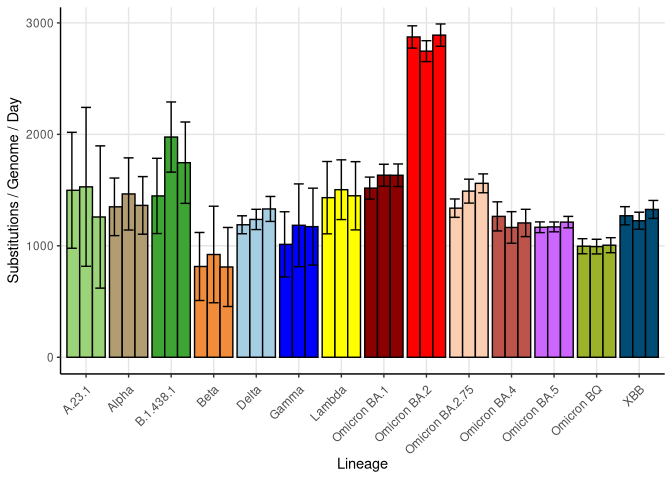 Substitutions / Genome / Day
3000
2000
1000
0
A.23.1
Alpha
B.1.438.1
Beta
Delta
Gamma
Lambda
Omicron BA.1
Omicron BA.2
Omicron BA.2.75
Omicron BA.4
Omicron BA.5
Omicron BQ
XBB
Lineage